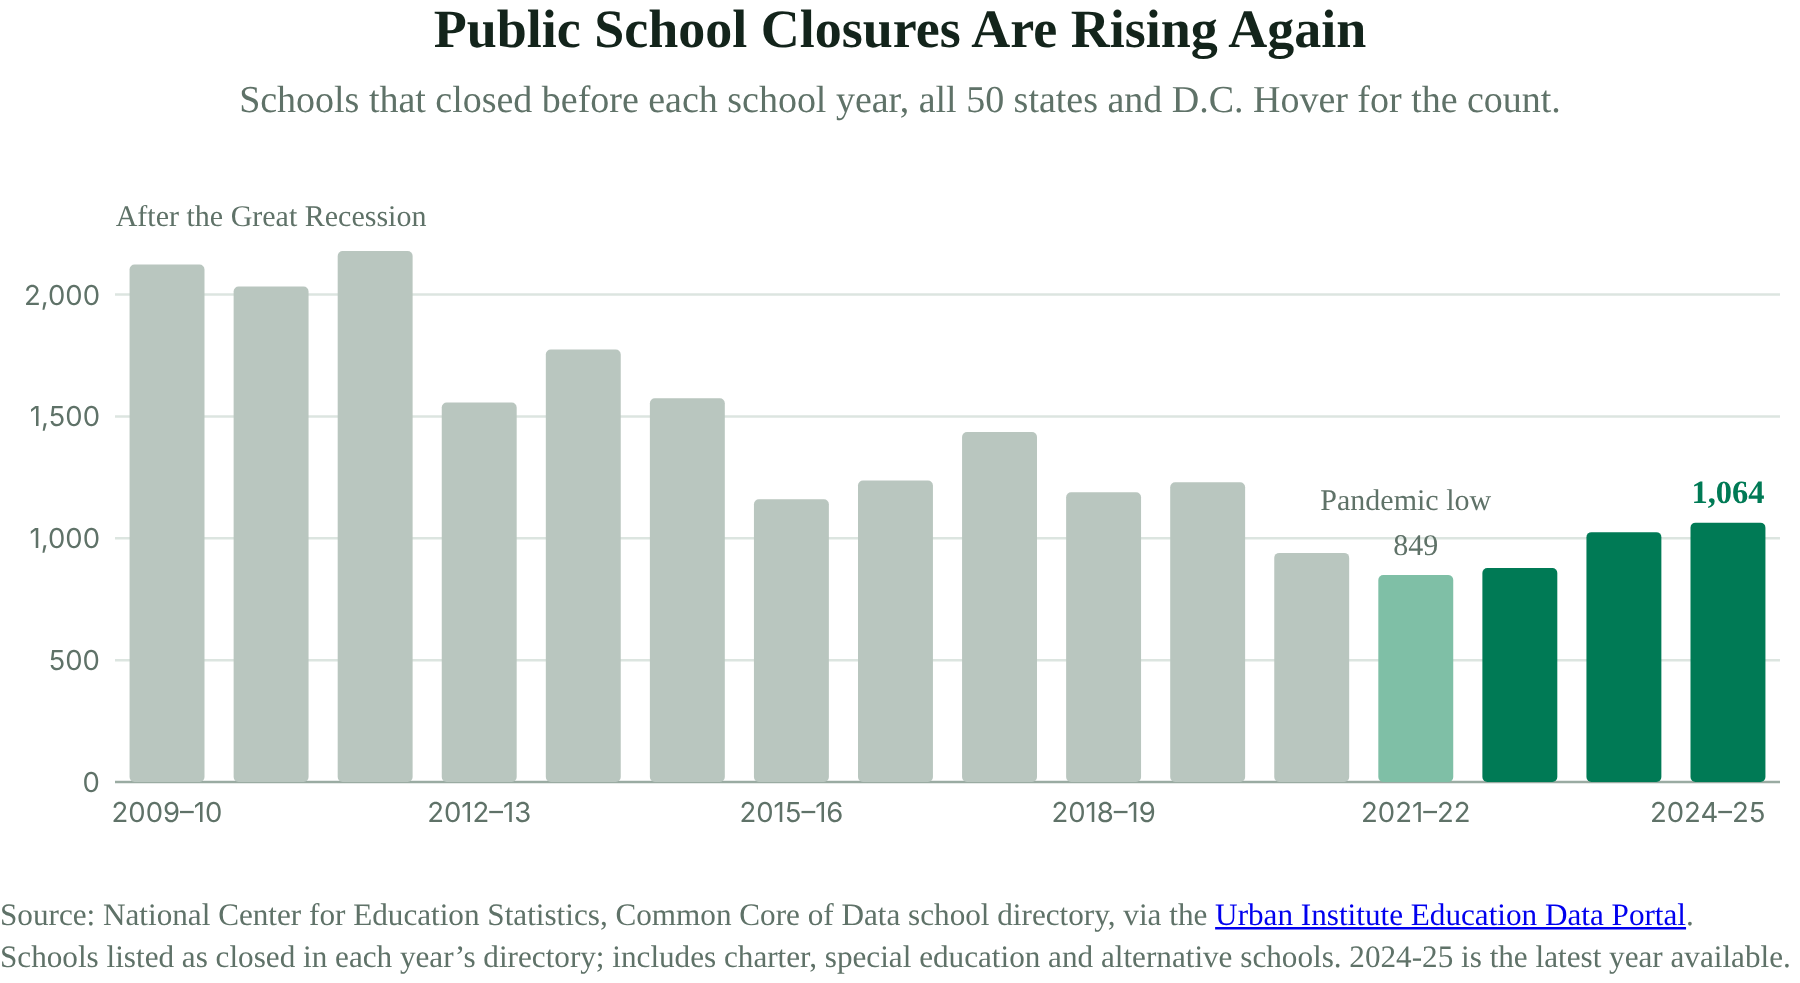 Public School Closures Are Rising Again
Schools that closed before each school year, all 50 states and D.C. Hover for the count.
After the Great Recession
2,000
1,500
1,000
500
0
Pandemic low
849
1,064
2009–10
2012–13
2015–16
2018–19
2021–22
2024–25
Source: National Center for Education Statistics, Common Core of Data school directory, via the Urban Institute Education Data Portal.
Schools listed as closed in each year’s directory; includes charter, special education and alternative schools. 2024-25 is the latest year available.